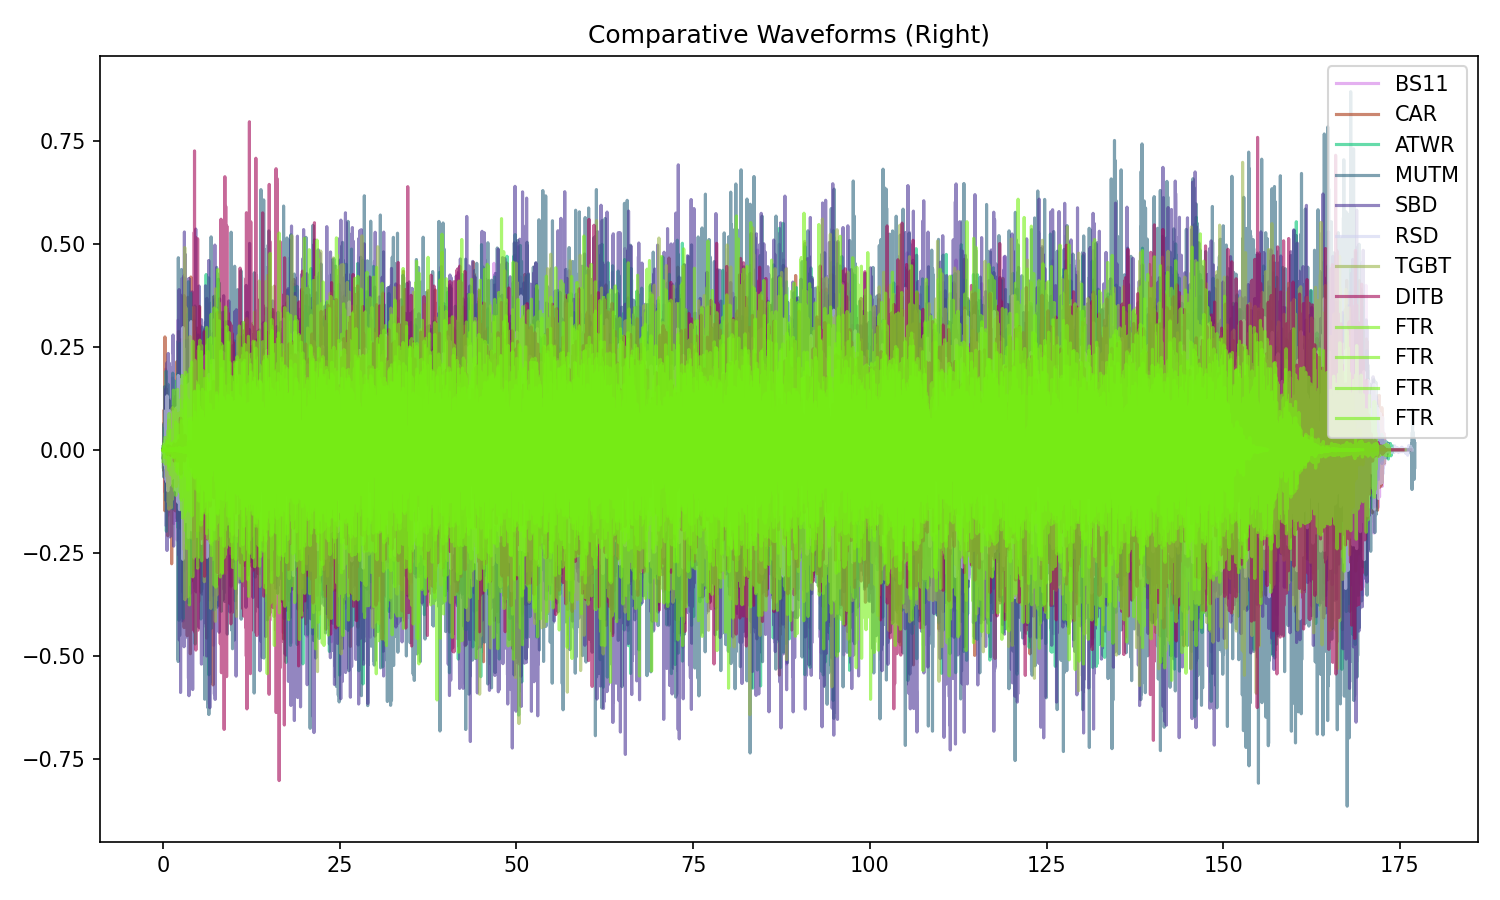 Comparative Waveforms (Right)
BS11
CAR
ATWR
MUTM
SBD
RSD
TGBT
DITB
FTR
FTR
FTR
FTR
0.75
0.50
0.25
0.00
−0.25
−0.50
−0.75
0 25 50 75 100 125 150 175